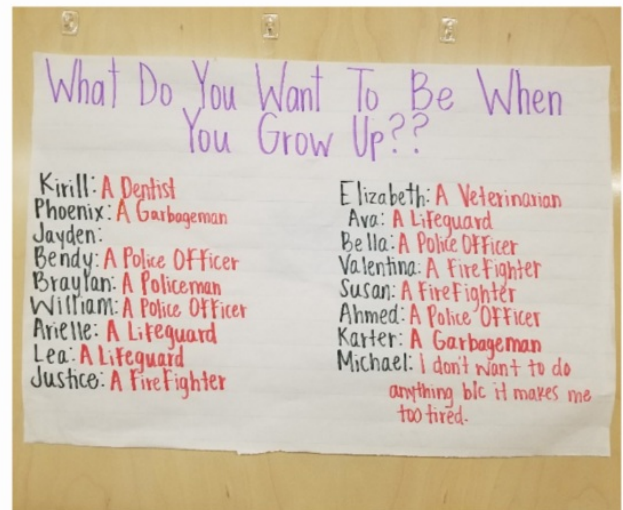 What Do You Want To Be When
You Grow Up??
Kirill: A Dentist
Phoenix: A Garbageman
Jayden:
Bendy: A Police Officer
Braylan: A Policeman
William: A Police Officer
Arielle: A Lifeguard
Lea: A Lifeguard
Justice: A FireFighter
Elizabeth: A Veterinarian
Ava: A Lifeguard
Bella: A Police Officer
Valentina: A FireFighter
Susan: A FireFighter
Ahmed: A Police Officer
Karter: A Garbageman
Michael: I don't want to do
anything b/c it makes me
too tired.